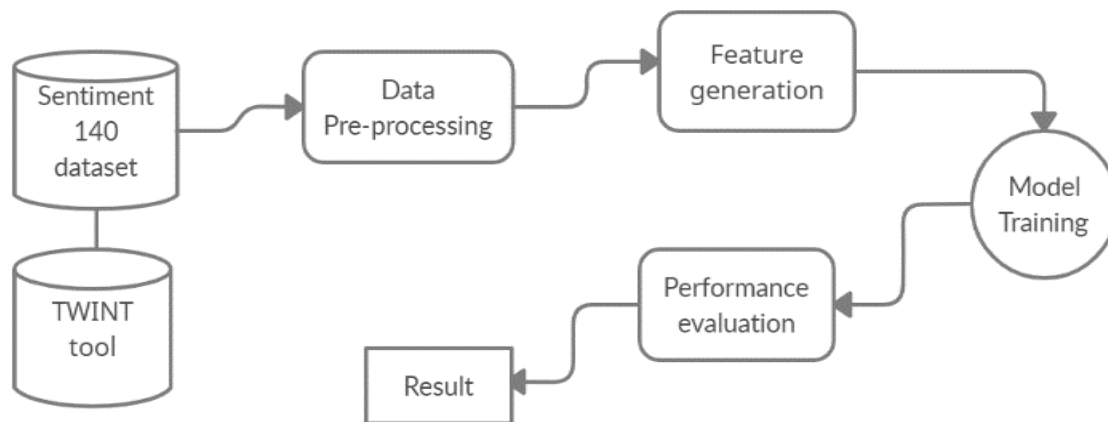 Sentiment
140
dataset
TWINT
tool
Data
Pre-processing
Feature
generation
Model
Training
Performance
evaluation
Result